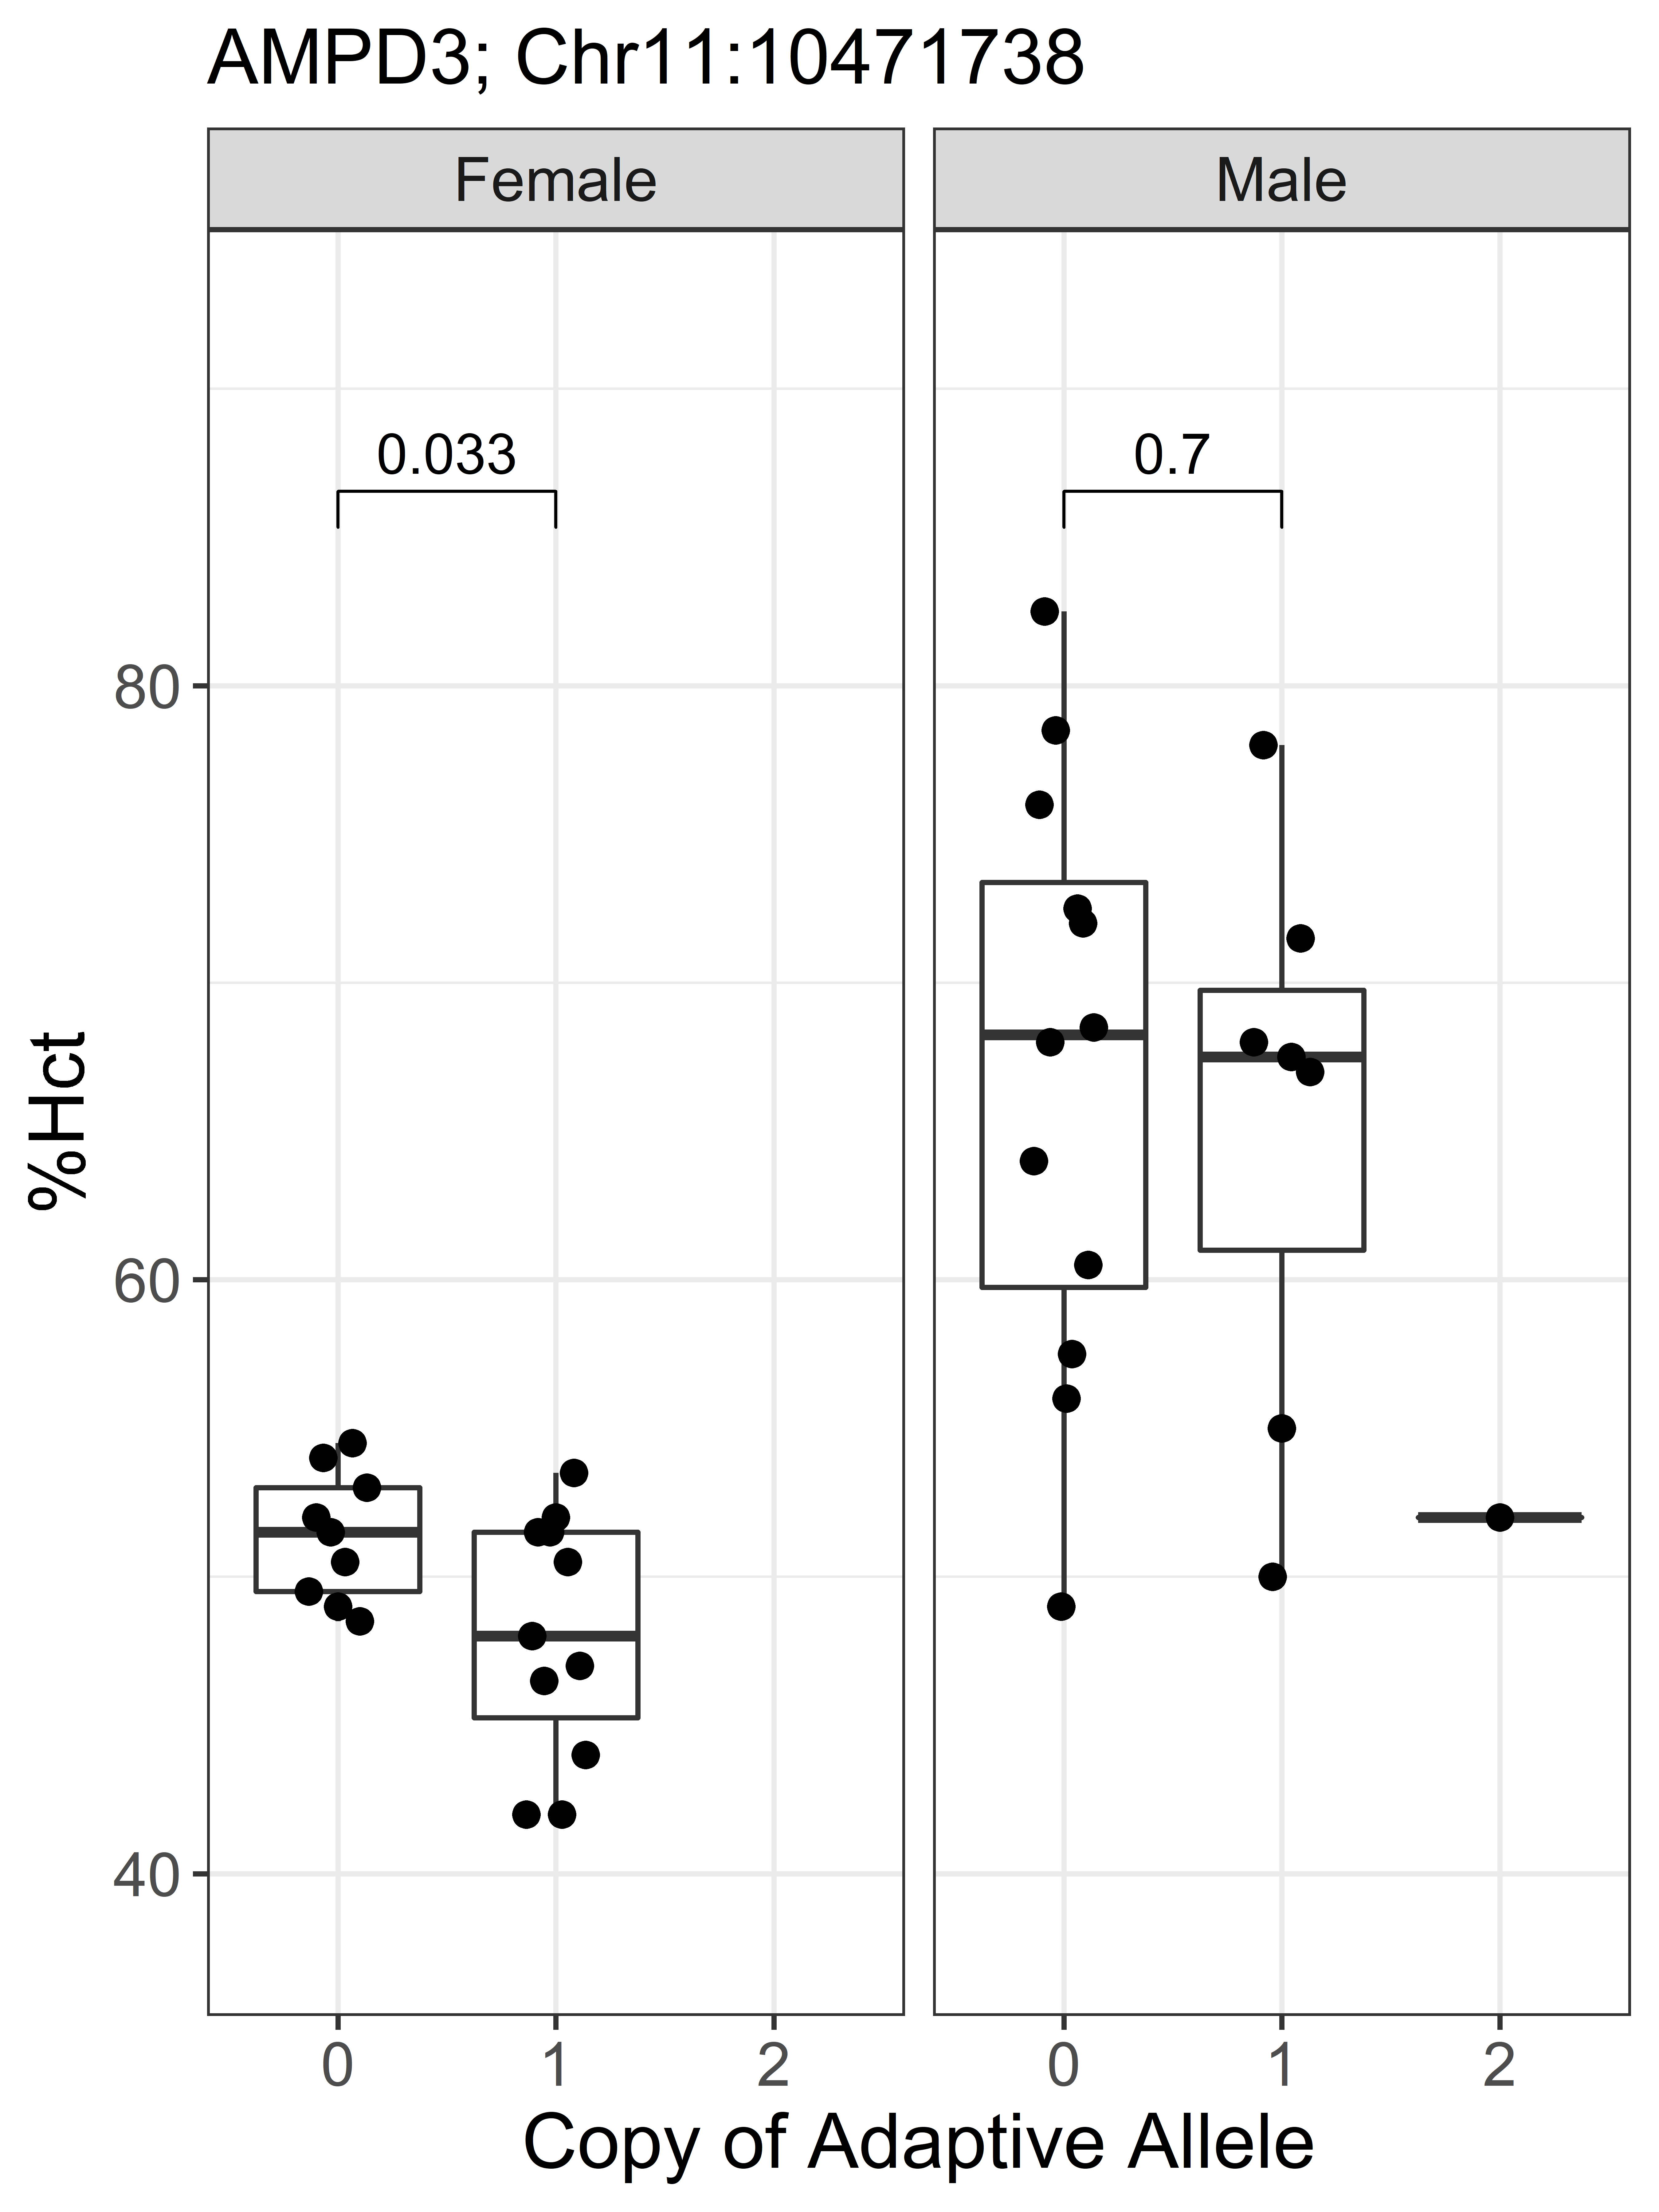 AMPD3; Chr11:10471738
Female
Male
0.033
0.7
80
60
40
%Hct
0 1 2
0 1 2
Copy of Adaptive Allele